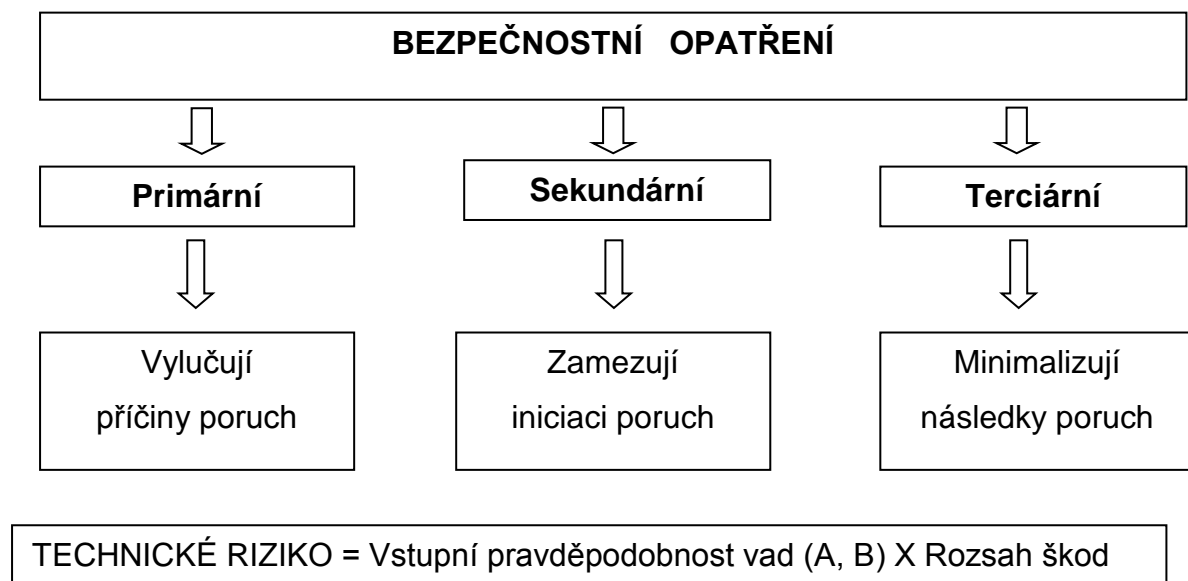 BEZPEČNOSTNÍ OPATŘENÍ
Primární
Sekundární
Terciární
Vylučují
příčiny poruch
Zamezují
iniciaci poruch
Minimalizují
následky poruch
TECHNICKÉ RIZIKO = Vstupní pravděpodobnost vad (A, B) X Rozsah škod